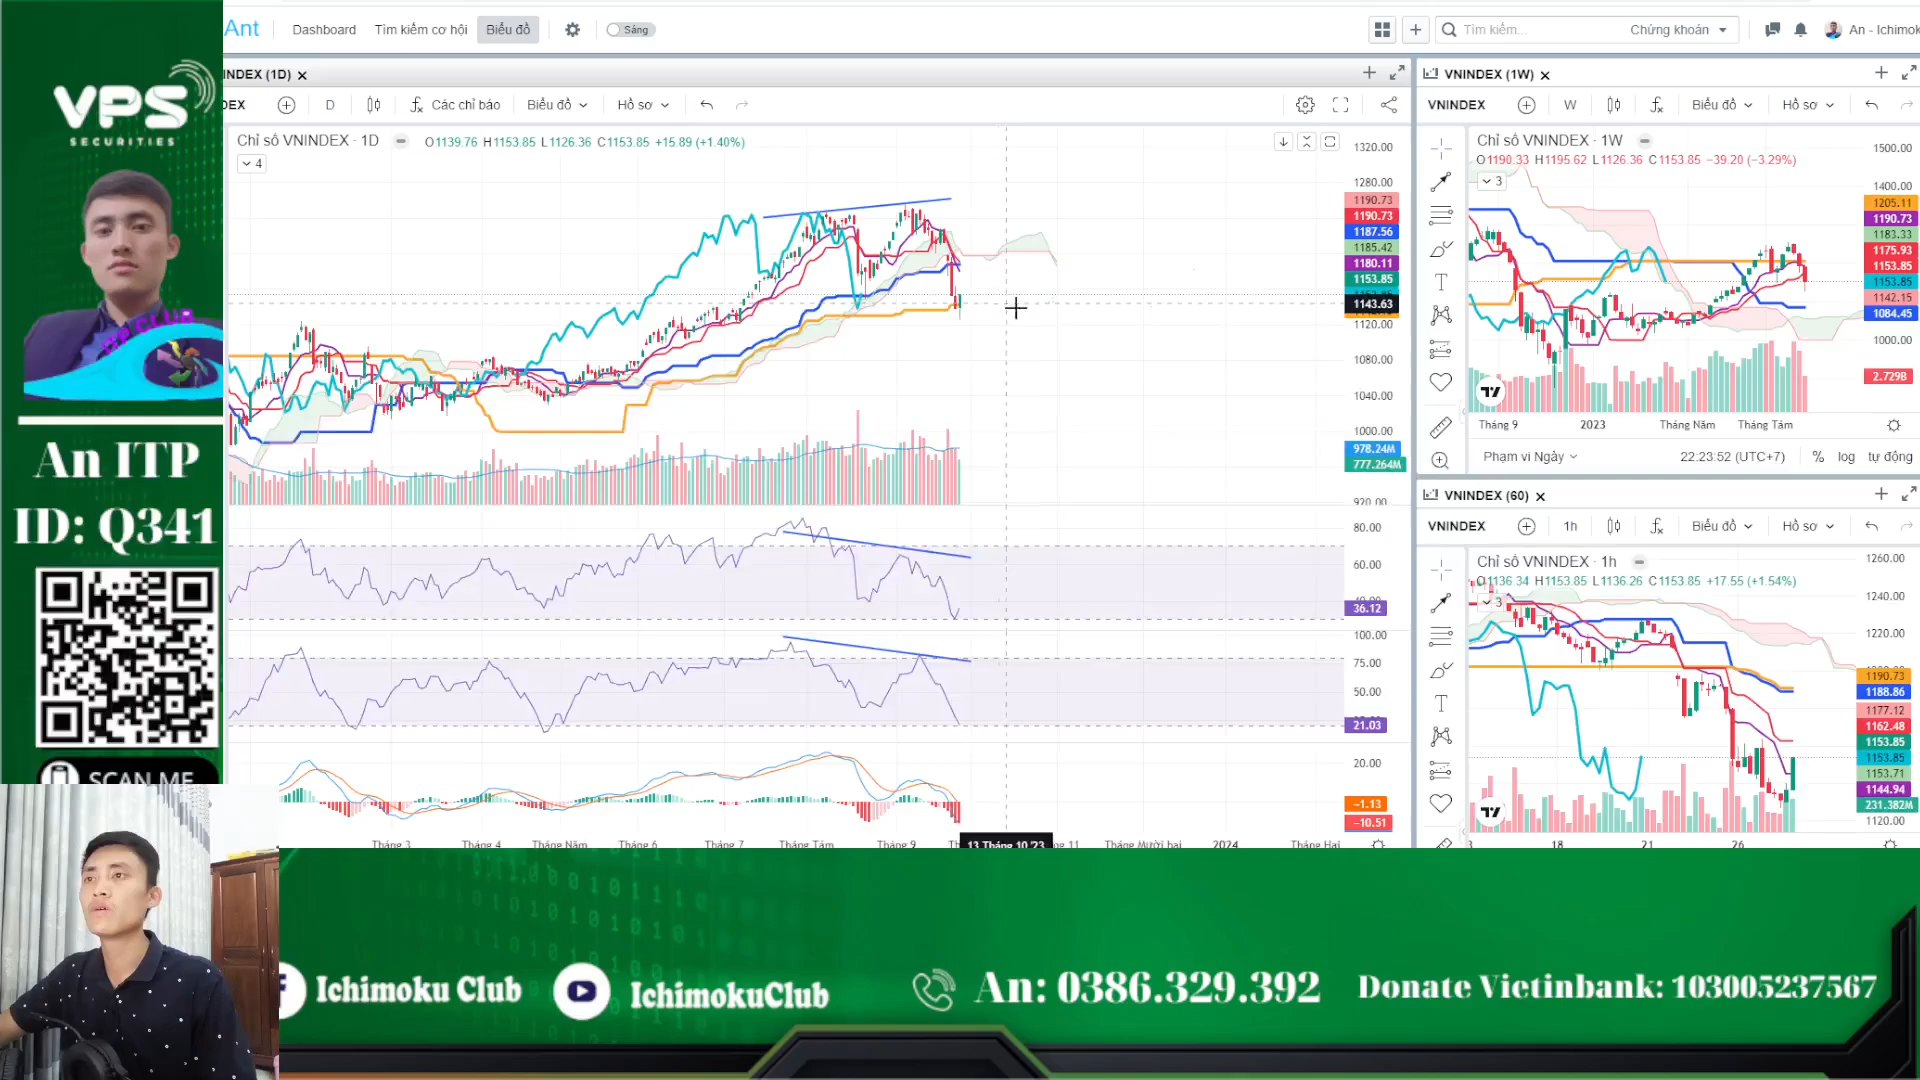 VPS
SECURITIES
An ITP
ID: Q341
SCAN ME
Ant
Dashboard
Tìm kiếm cơ hội
Biểu đồ
Sáng
Tìm kiếm...
Chứng khoán
An - Ichimok
INDEX (1D)
DEX
D
Các chỉ báo
Biểu đồ
Hồ sơ
Chỉ số VNINDEX · 1D
O1139.76 H1153.85 L1126.36 C1153.85 +15.89 (+1.40%)
4
1320.00
1280.00
1190.73
1190.73
1187.56
1185.42
1180.11
1153.85
1143.63
1120.00
1080.00
1040.00
1000.00
978.24M
777.264M
920.00
80.00
60.00
36.12
100.00
75.00
50.00
21.03
20.00
−1.13
−10.51
Tháng 3
Tháng 4
Tháng Năm
Tháng 6
Tháng 7
Tháng Tám
Tháng 9
13 Tháng 10 '23
Tháng Mười hai
2024
Tháng Hai
VNINDEX (1W)
VNINDEX
W
Biểu đồ
Hồ sơ
Chỉ số VNINDEX · 1W
O1190.33 H1195.62 L1126.36 C1153.85 −39.20 (−3.29%)
3
1500.00
1400.00
1205.11
1190.73
1183.33
1175.93
1153.85
1153.85
1142.15
1084.45
1000.00
2.729B
Tháng 9
2023
Tháng Năm
Tháng Tám
Phạm vi Ngày
22:23:52 (UTC+7)
%
log
tự động
VNINDEX (60)
VNINDEX
1h
Biểu đồ
Hồ sơ
Chỉ số VNINDEX · 1h
O1136.34 H1153.85 L1136.26 C1153.85 +17.55 (+1.54%)
3
1260.00
1240.00
1220.00
1190.73
1188.86
1177.12
1162.48
1153.85
1153.85
1153.71
1144.94
231.382M
1120.00
18
21
26
Ichimoku Club
IchimokuClub
An: 0386.329.392
Donate Vietinbank: 103005237567